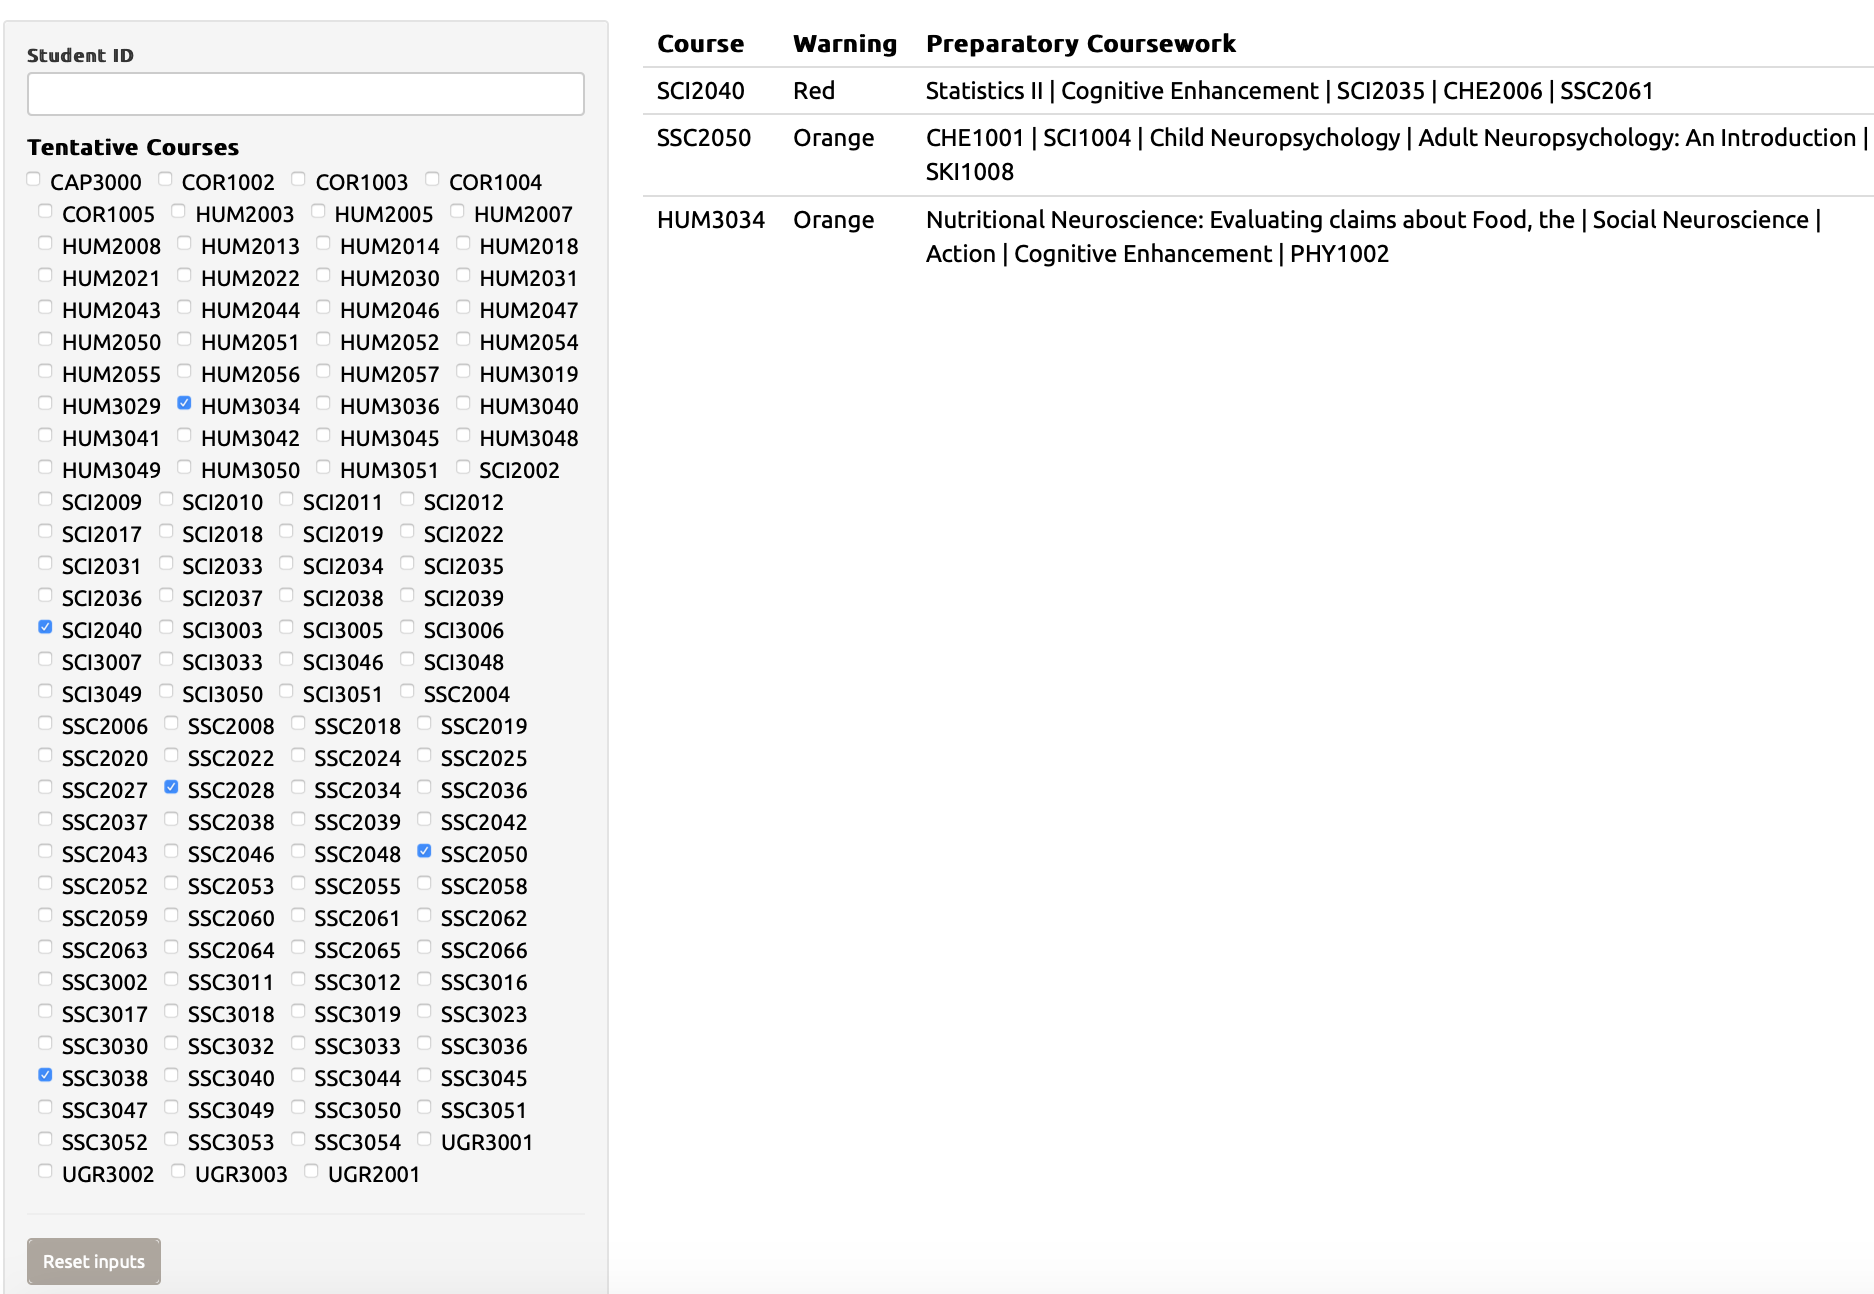 Student ID
Tentative Courses
CAP3000 COR1002 COR1003 COR1004
COR1005 HUM2003 HUM2005 HUM2007
HUM2008 HUM2013 HUM2014 HUM2018
HUM2021 HUM2022 HUM2030 HUM2031
HUM2043 HUM2044 HUM2046 HUM2047
HUM2050 HUM2051 HUM2052 HUM2054
HUM2055 HUM2056 HUM2057 HUM3019
HUM3029 HUM3034 HUM3036 HUM3040
HUM3041 HUM3042 HUM3045 HUM3048
HUM3049 HUM3050 HUM3051 SCI2002
SCI2009 SCI2010 SCI2011 SCI2012
SCI2017 SCI2018 SCI2019 SCI2022
SCI2031 SCI2033 SCI2034 SCI2035
SCI2036 SCI2037 SCI2038 SCI2039
SCI2040 SCI3003 SCI3005 SCI3006
SCI3007 SCI3033 SCI3046 SCI3048
SCI3049 SCI3050 SCI3051 SSC2004
SSC2006 SSC2008 SSC2018 SSC2019
SSC2020 SSC2022 SSC2024 SSC2025
SSC2027 SSC2028 SSC2034 SSC2036
SSC2037 SSC2038 SSC2039 SSC2042
SSC2043 SSC2046 SSC2048 SSC2050
SSC2052 SSC2053 SSC2055 SSC2058
SSC2059 SSC2060 SSC2061 SSC2062
SSC2063 SSC2064 SSC2065 SSC2066
SSC3002 SSC3011 SSC3012 SSC3016
SSC3017 SSC3018 SSC3019 SSC3023
SSC3030 SSC3032 SSC3033 SSC3036
SSC3038 SSC3040 SSC3044 SSC3045
SSC3047 SSC3049 SSC3050 SSC3051
SSC3052 SSC3053 SSC3054 UGR3001
UGR3002 UGR3003 UGR2001
Reset inputs
Course Warning Preparatory Coursework
SCI2040 Red Statistics II | Cognitive Enhancement | SCI2035 | CHE2006 | SSC2061
SSC2050 Orange CHE1001 | SCI1004 | Child Neuropsychology | Adult Neuropsychology: An Introduction |
SKI1008
HUM3034 Orange Nutritional Neuroscience: Evaluating claims about Food, the | Social Neuroscience |
Action | Cognitive Enhancement | PHY1002